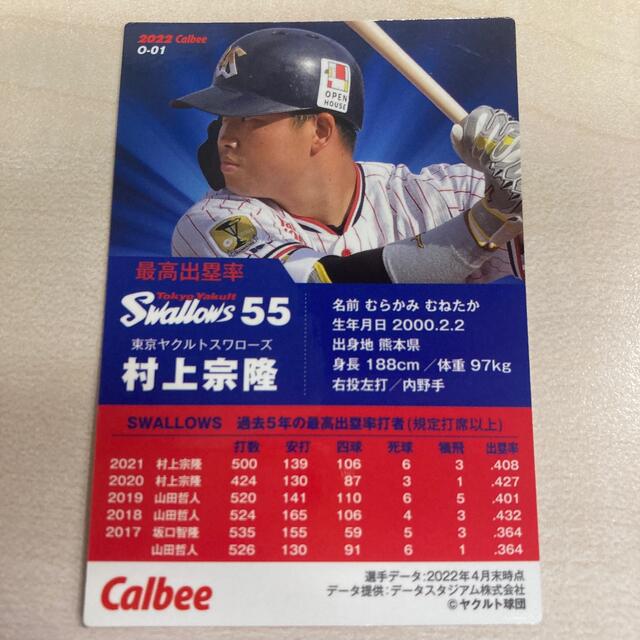 2022 Calbee
O-01
OPEN
HOUSE
最高出塁率
Tokyo Yakult
Swallows 55
東京ヤクルトスワローズ
村上宗隆
名前 むらかみ むねたか
生年月日 2000.2.2
出身地 熊本県
身長 188cm／体重 97kg
右投左打／内野手
SWALLOWS 過去5年の最高出塁率打者(規定打席以上)
打数 安打 四球 死球 犠飛 出塁率
2021 村上宗隆 500 139 106 6 3 .408
2020 村上宗隆 424 130 87 3 1 .427
2019 山田哲人 520 141 110 6 5 .401
2018 山田哲人 524 165 106 4 3 .432
2017 坂口智隆 535 155 59 5 3 .364
山田哲人 526 130 91 6 1 .364
選手データ:2022年4月末時点
データ提供:データスタジアム株式会社
©ヤクルト球団
Calbee